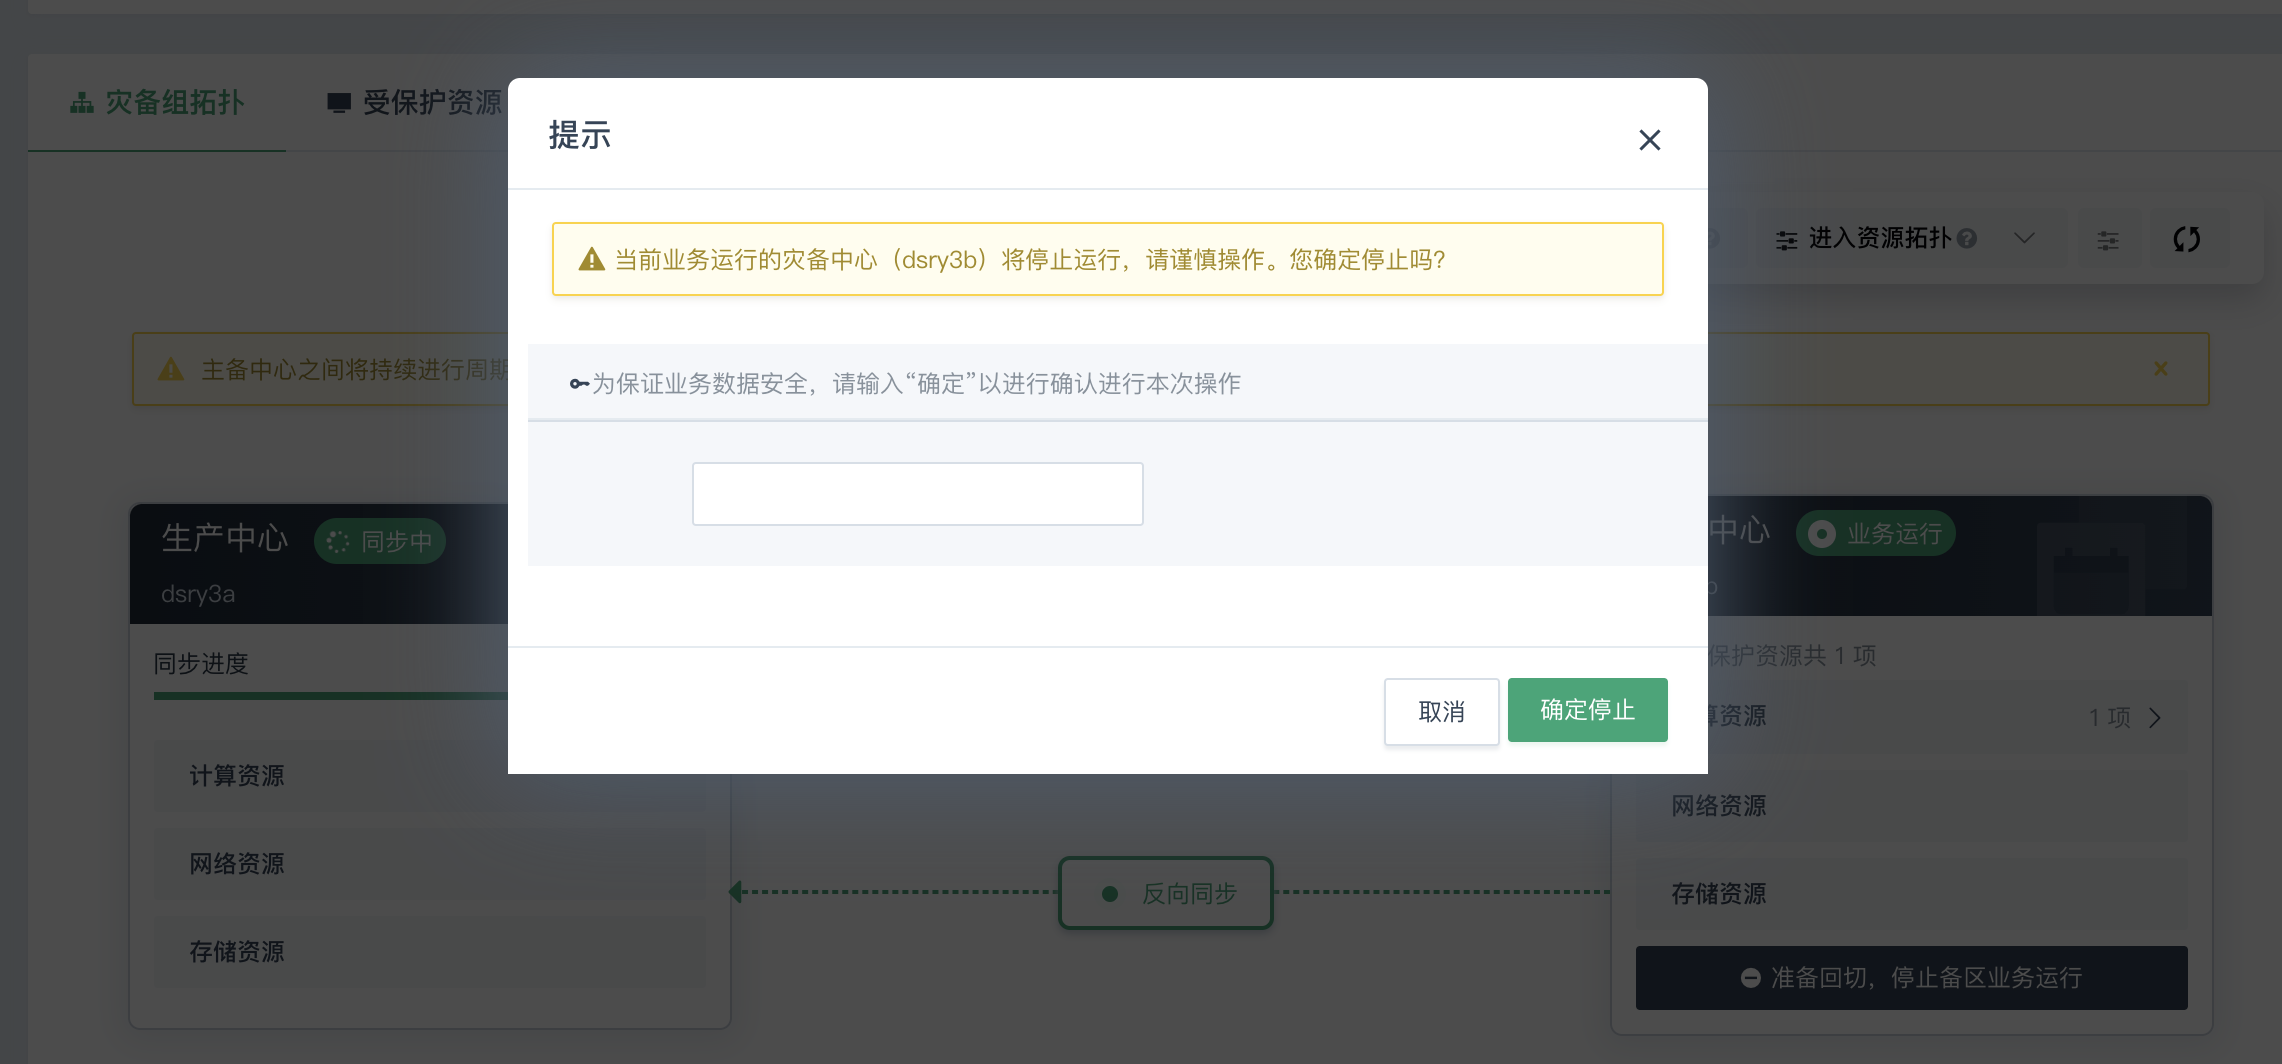 灾备组拓扑
受保护资源
提示
当前业务运行的灾备中心（dsry3b）将停止运行，请谨慎操作。您确定停止吗?
进入资源拓扑
主备中心之间将持续进行周期
为保证业务数据安全，请输入“确定”以进行确认进行本次操作
生产中心
同步中
dsry3a
中心
业务运行
b
同步进度
保护资源共 1 项
算资源
1 项
取消
确定停止
计算资源
网络资源
网络资源
存储资源
反向同步
存储资源
准备回切，停止备区业务运行